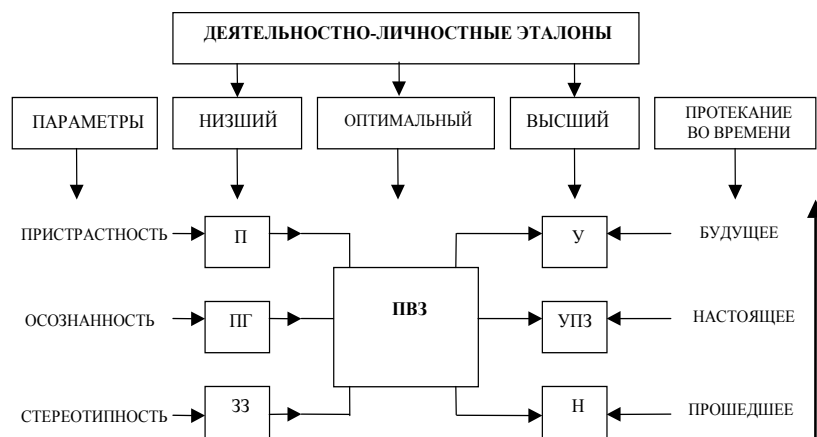 ДЕЯТЕЛЬНОСТНО-ЛИЧНОСТНЫЕ ЭТАЛОНЫ
ПАРАМЕТРЫ
НИЗШИЙ
ОПТИМАЛЬНЫЙ
ВЫСШИЙ
ПРОТЕКАНИЕ
ВО ВРЕМЕНИ
ПРИСТРАСТНОСТЬ
П
У
БУДУЩЕЕ
ОСОЗНАННОСТЬ
ПГ
ПВЗ
УПЗ
НАСТОЯЩЕЕ
СТЕРЕОТИПНОСТЬ
ЗЗ
Н
ПРОШЕДШЕЕ